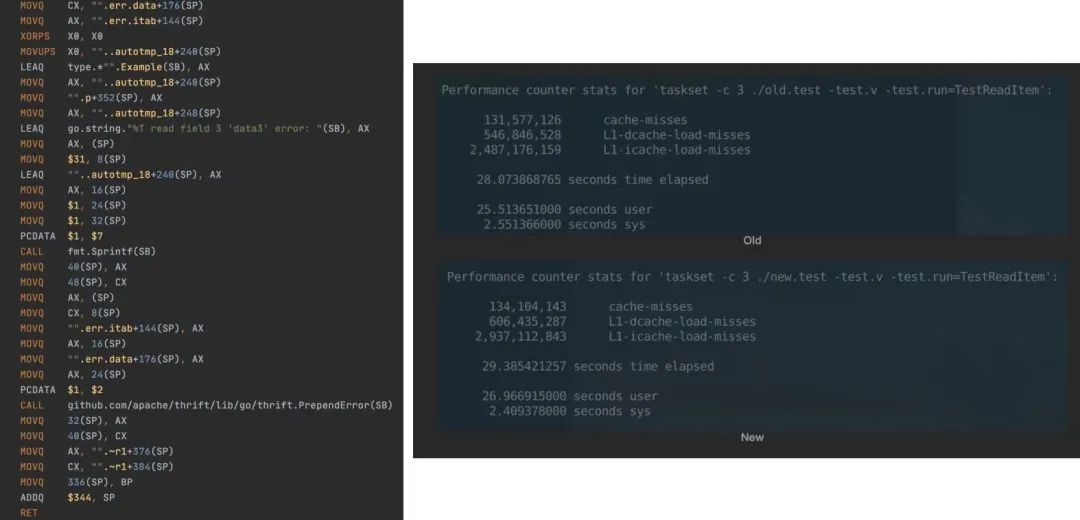 MOVQ CX, "".err.data+176(SP)
MOVQ AX, "".err.itab+144(SP)
XORPS X0, X0
MOVUPS X0, ""..autotmp_18+240(SP)
LEAQ type.*"".Example(SB), AX
MOVQ AX, ""..autotmp_18+240(SP)
MOVQ "".p+352(SP), AX
MOVQ AX, ""..autotmp_18+248(SP)
LEAQ go.string."%T read field 3 'data3' error: "(SB), AX
MOVQ AX, (SP)
MOVQ $31, 8(SP)
LEAQ ""..autotmp_18+240(SP), AX
MOVQ AX, 16(SP)
MOVQ $1, 24(SP)
MOVQ $1, 32(SP)
PCDATA $1, $7
CALL fmt.Sprintf(SB)
MOVQ 40(SP), AX
MOVQ 48(SP), CX
MOVQ AX, (SP)
MOVQ CX, 8(SP)
MOVQ "".err.itab+144(SP), AX
MOVQ AX, 16(SP)
MOVQ "".err.data+176(SP), AX
MOVQ AX, 24(SP)
PCDATA $1, $2
CALL github.com/apache/thrift/lib/go/thrift.PrependError(SB)
MOVQ 32(SP), AX
MOVQ 40(SP), CX
MOVQ AX, "".~r1+376(SP)
MOVQ CX, "".~r1+384(SP)
MOVQ 336(SP), BP
ADDQ $344, SP
RET
Performance counter stats for 'taskset -c 3 ./old.test -test.v -test.run=TestReadItem':
131,577,126 cache-misses
546,846,528 L1-dcache-load-misses
2,487,176,159 L1-icache-load-misses
28.073868765 seconds time elapsed
25.513651000 seconds user
2.551366000 seconds sys
Old
Performance counter stats for 'taskset -c 3 ./new.test -test.v -test.run=TestReadItem':
134,104,143 cache-misses
606,435,287 L1-dcache-load-misses
2,937,112,843 L1-icache-load-misses
29.385421257 seconds time elapsed
26.966915000 seconds user
2.409378000 seconds sys
New